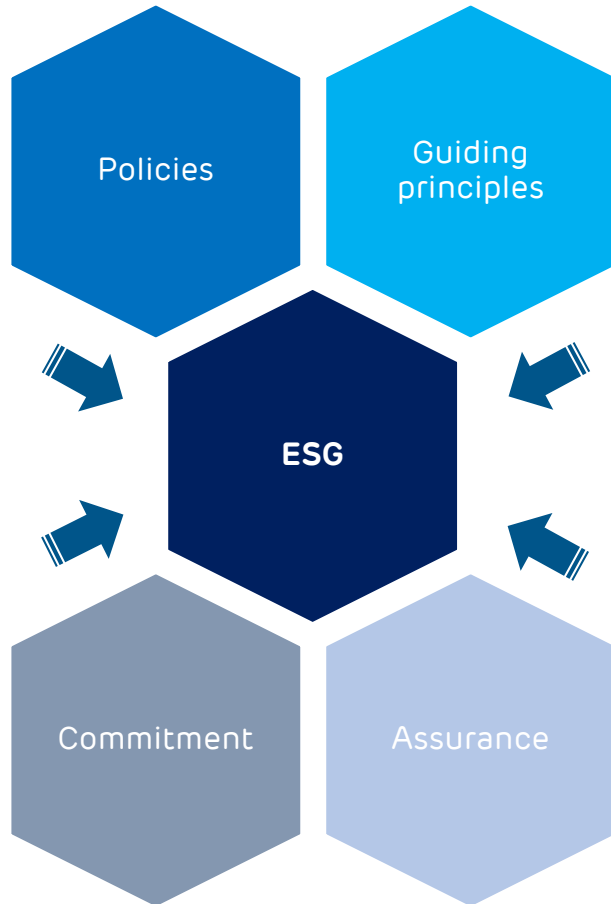 Policies
Guiding
principles
ESG
Commitment
Assurance